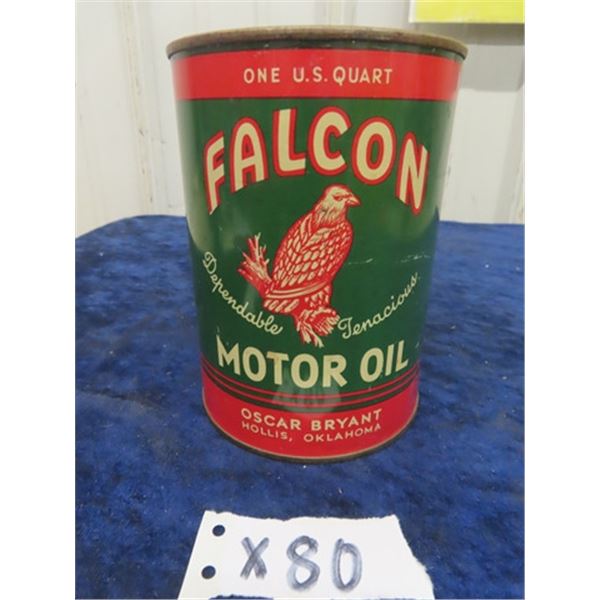 ONE U.S. QUART
FALCON
Dependable Tenacious
MOTOR OIL
OSCAR BRYANT
HOLLIS, OKLAHOMA
X80